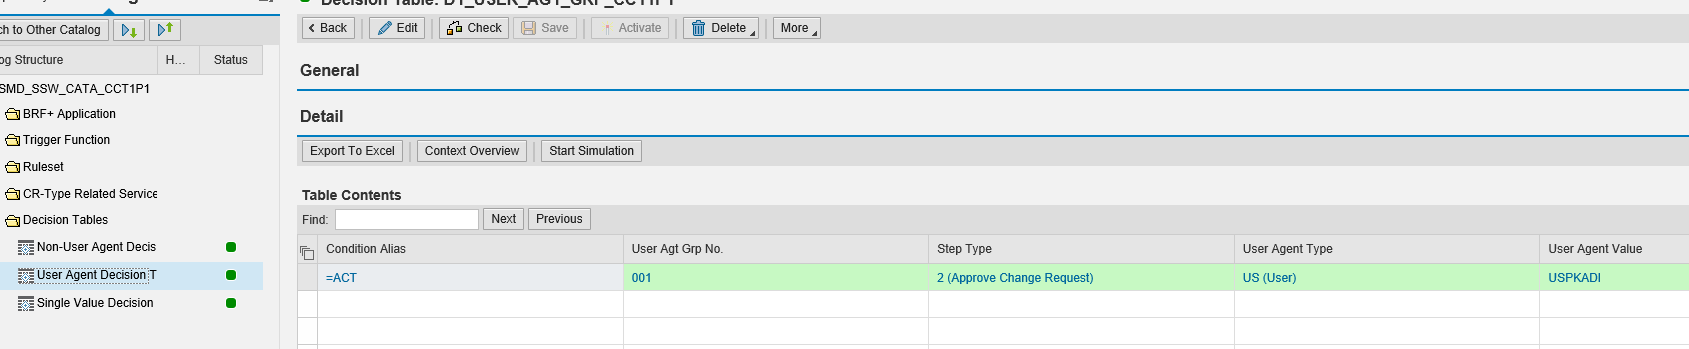 Decision Table: DT_USER_AGT_GRP_CCT1P1
ch to Other Catalog
Back Edit Check Save Activate Delete More
og Structure H... Status
General
SMD_SSW_CATA_CCT1P1
BRF+ Application
Detail
Trigger Function
Export To Excel Context Overview Start Simulation
Ruleset
CR-Type Related Service
Table Contents
Decision Tables
Find: Next Previous
Non-User Agent Decis
Condition Alias User Agt Grp No. Step Type User Agent Type User Agent Value
User Agent Decision T
=ACT 001 2 (Approve Change Request) US (User) USPKADI
Single Value Decision